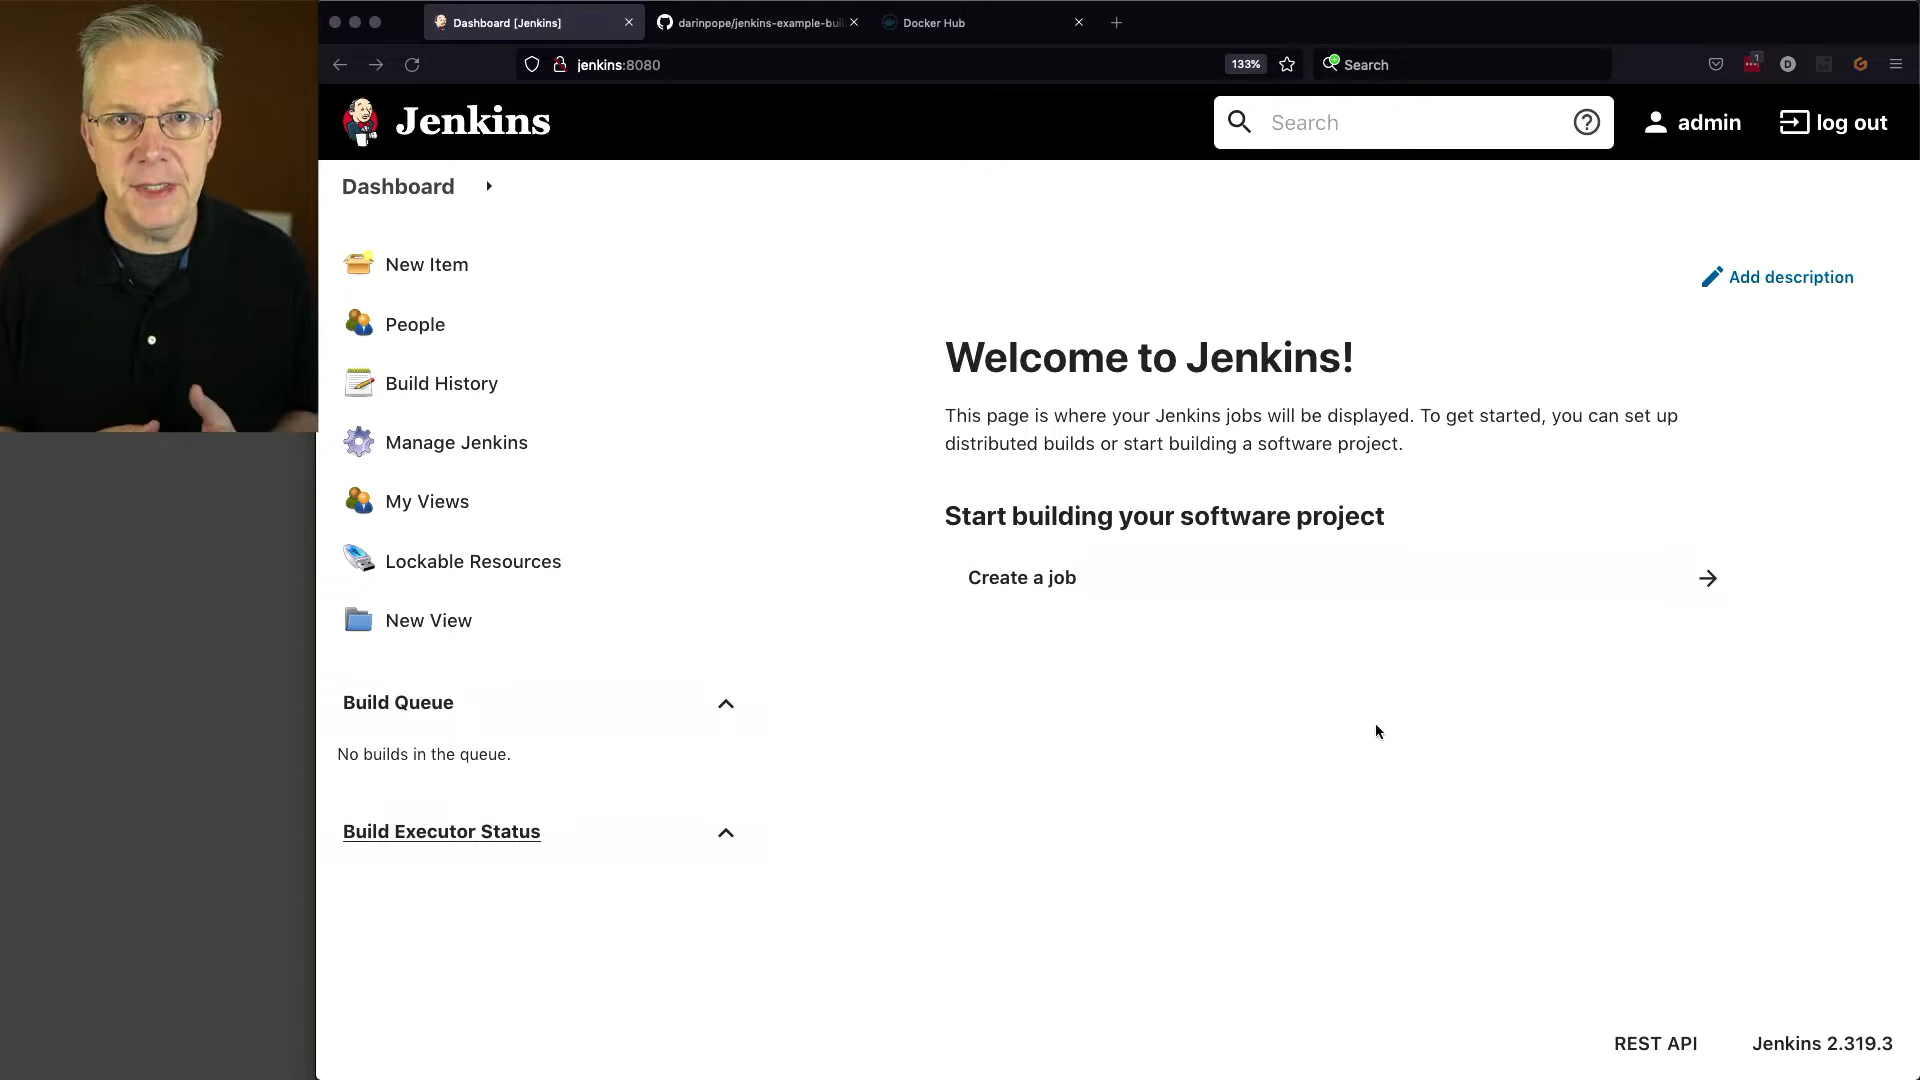 Dashboard [Jenkins]
darinpope/jenkins-example-bui
Docker Hub
jenkins:8080
133%
Search
1
D
Jenkins
Search
admin
log out
Dashboard
New Item
People
Build History
Manage Jenkins
My Views
Lockable Resources
New View
Build Queue
No builds in the queue.
Build Executor Status
Add description
Welcome to Jenkins!
This page is where your Jenkins jobs will be displayed. To get started, you can set up
distributed builds or start building a software project.
Start building your software project
Create a job
REST API
Jenkins 2.319.3